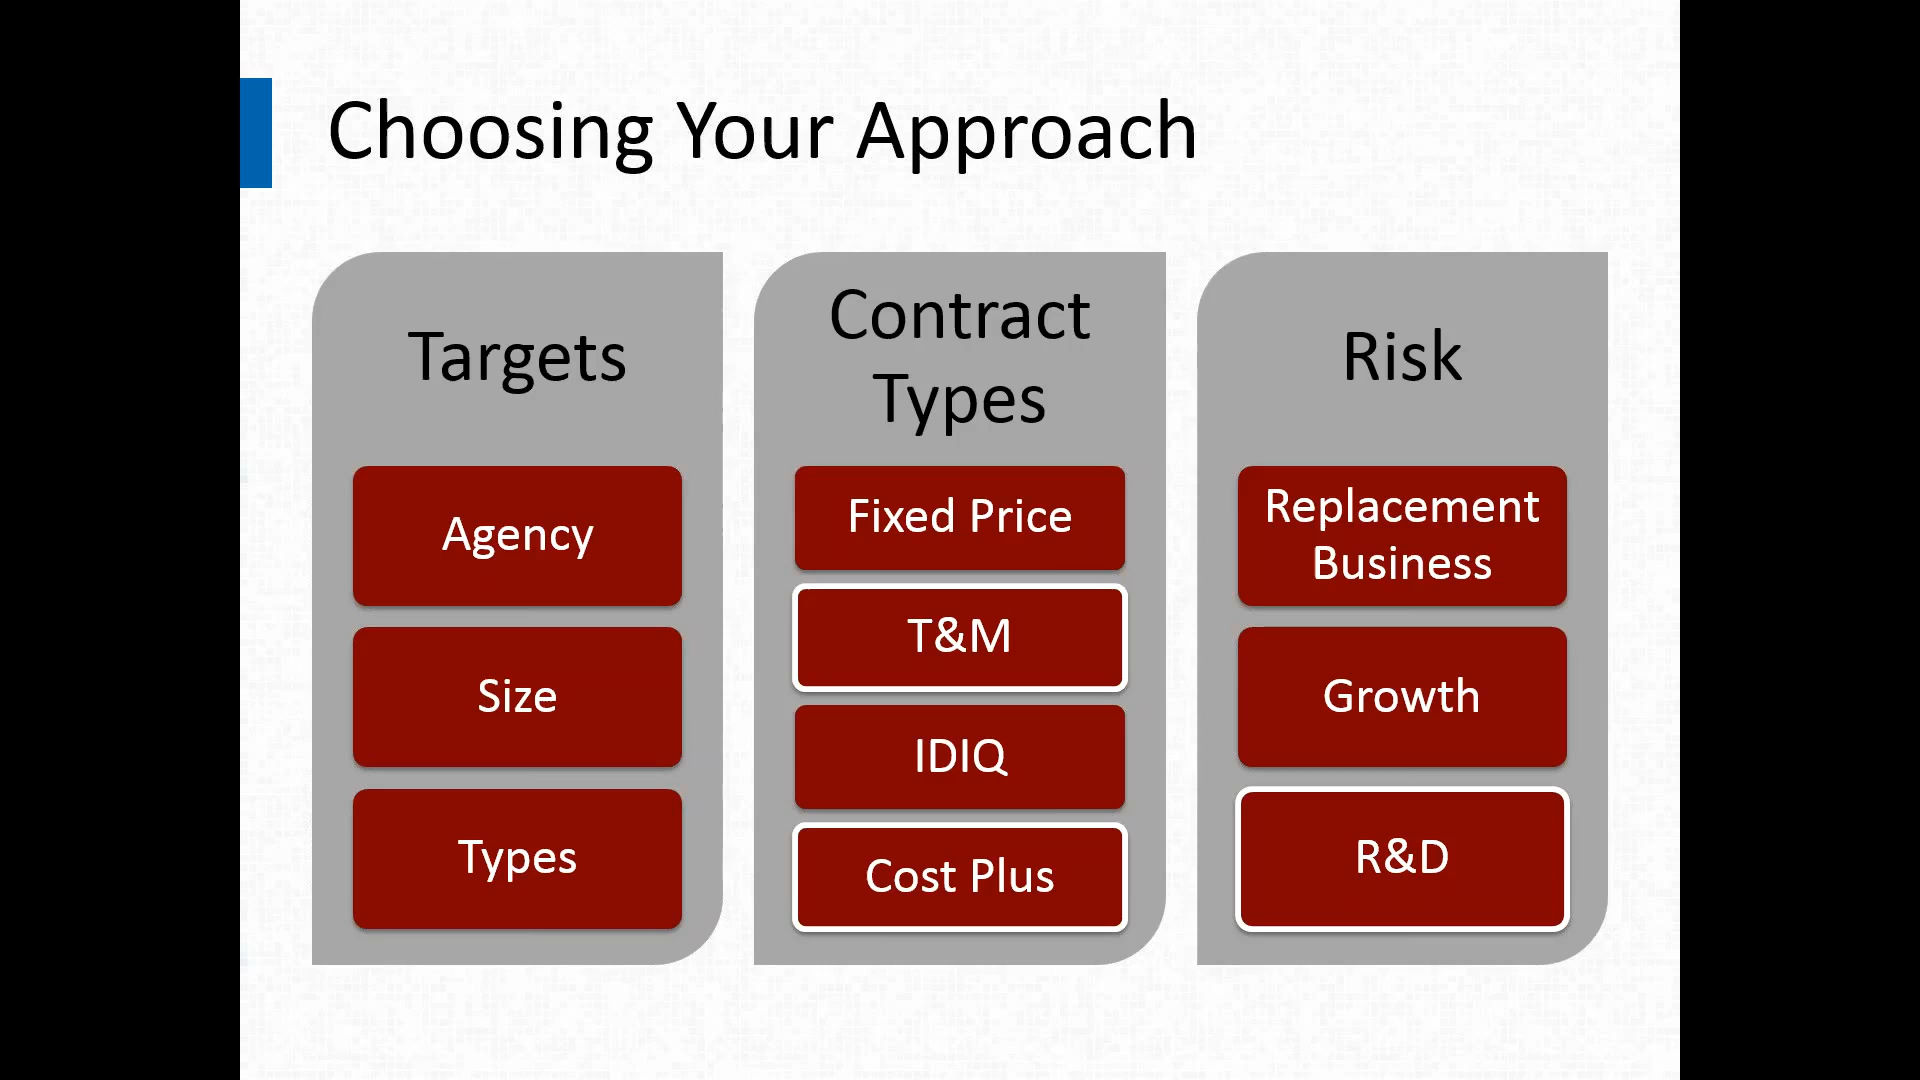 Choosing Your Approach
Targets
Agency
Size
Types
Contract
Types
Fixed Price
T&M
IDIQ
Cost Plus
Risk
Replacement
Business
Growth
R&D